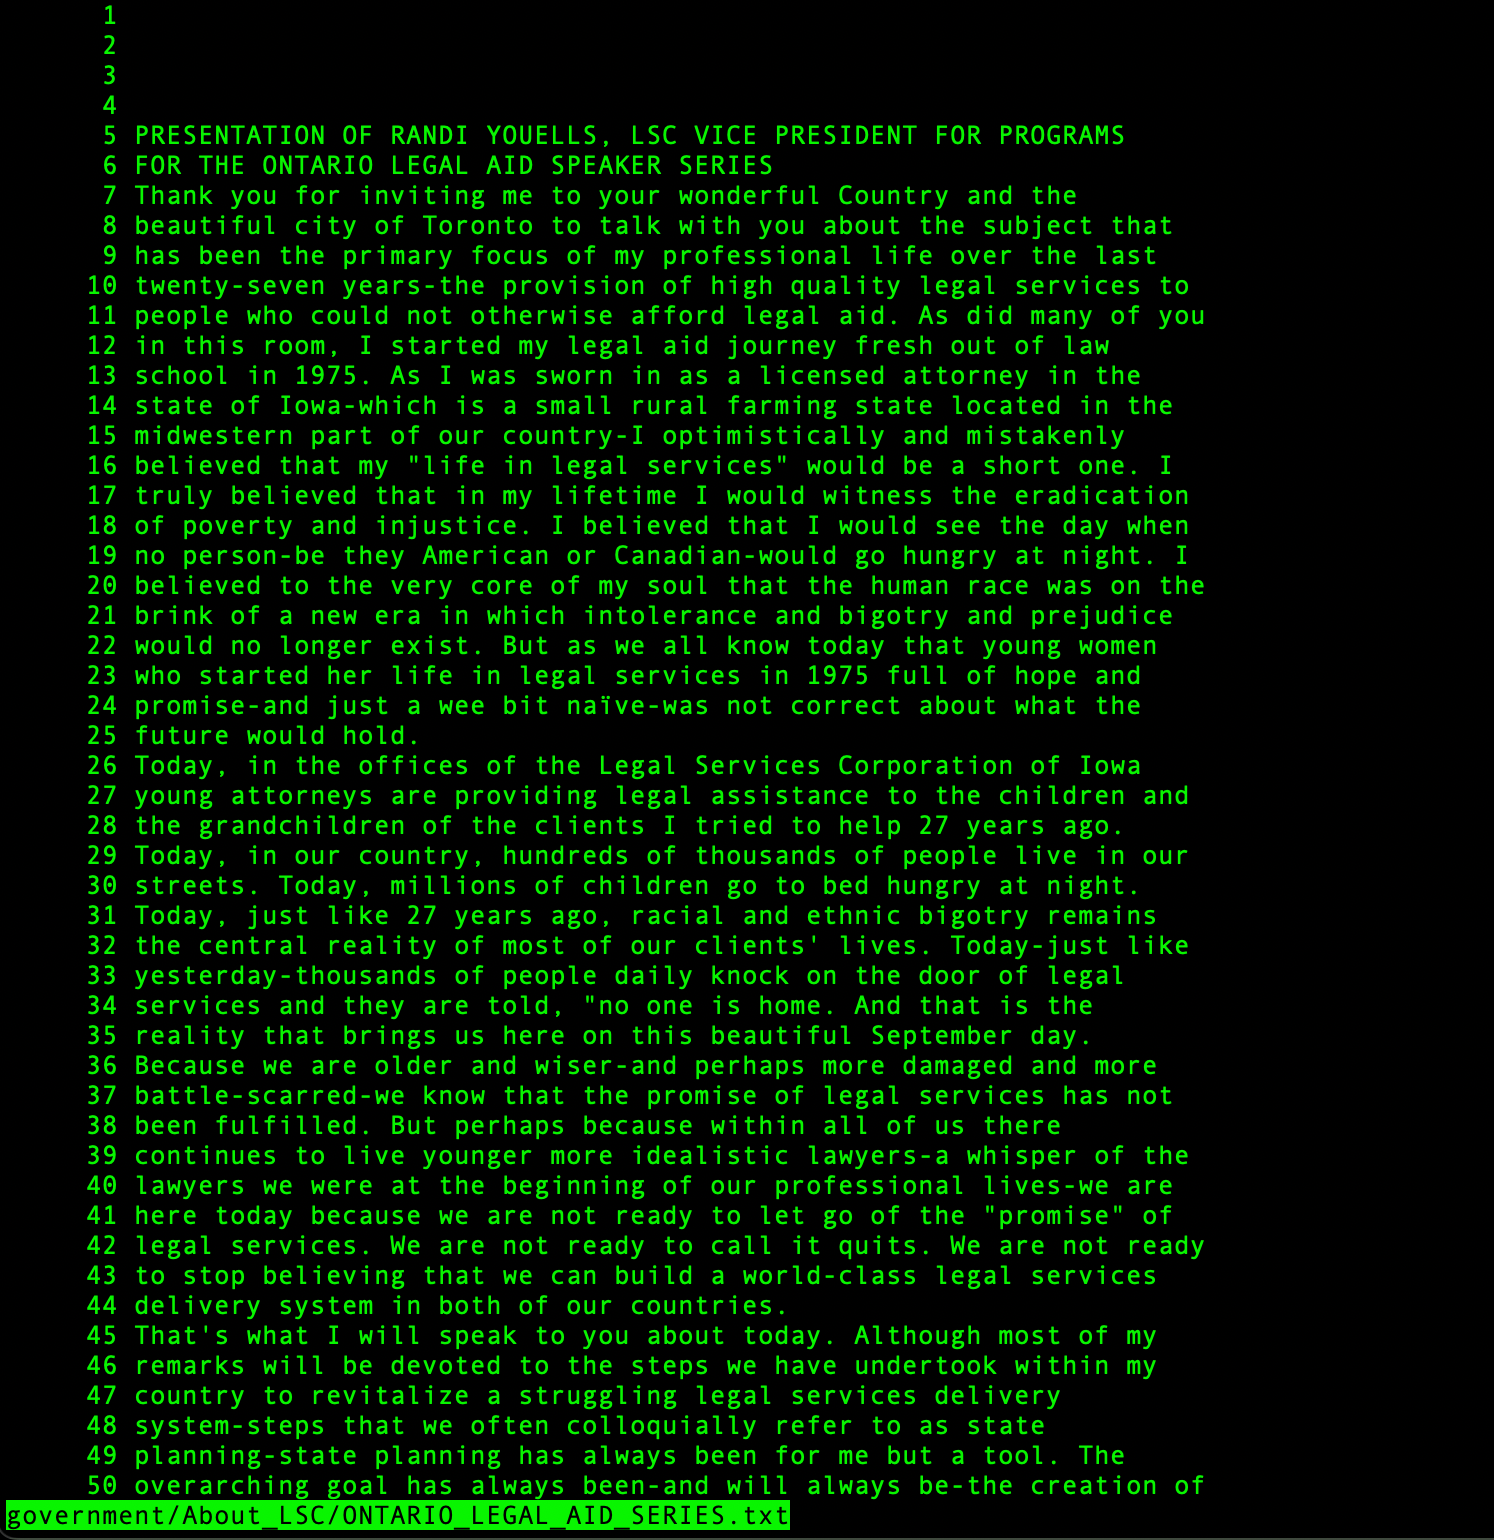 1
2
3
4
5 PRESENTATION OF RANDI YOUELLS, LSC VICE PRESIDENT FOR PROGRAMS
6 FOR THE ONTARIO LEGAL AID SPEAKER SERIES
7 Thank you for inviting me to your wonderful Country and the
8 beautiful city of Toronto to talk with you about the subject that
9 has been the primary focus of my professional life over the last
10 twenty-seven years-the provision of high quality legal services to
11 people who could not otherwise afford legal aid. As did many of you
12 in this room, I started my legal aid journey fresh out of law
13 school in 1975. As I was sworn in as a licensed attorney in the
14 state of Iowa-which is a small rural farming state located in the
15 midwestern part of our country-I optimistically and mistakenly
16 believed that my "life in legal services" would be a short one. I
17 truly believed that in my lifetime I would witness the eradication
18 of poverty and injustice. I believed that I would see the day when
19 no person-be they American or Canadian-would go hungry at night. I
20 believed to the very core of my soul that the human race was on the
21 brink of a new era in which intolerance and bigotry and prejudice
22 would no longer exist. But as we all know today that young women
23 who started her life in legal services in 1975 full of hope and
24 promise-and just a wee bit naïve-was not correct about what the
25 future would hold.
26 Today, in the offices of the Legal Services Corporation of Iowa
27 young attorneys are providing legal assistance to the children and
28 the grandchildren of the clients I tried to help 27 years ago.
29 Today, in our country, hundreds of thousands of people live in our
30 streets. Today, millions of children go to bed hungry at night.
31 Today, just like 27 years ago, racial and ethnic bigotry remains
32 the central reality of most of our clients' lives. Today-just like
33 yesterday-thousands of people daily knock on the door of legal
34 services and they are told, "no one is home. And that is the
35 reality that brings us here on this beautiful September day.
36 Because we are older and wiser-and perhaps more damaged and more
37 battle-scarred-we know that the promise of legal services has not
38 been fulfilled. But perhaps because within all of us there
39 continues to live younger more idealistic lawyers-a whisper of the
40 lawyers we were at the beginning of our professional lives-we are
41 here today because we are not ready to let go of the "promise" of
42 legal services. We are not ready to call it quits. We are not ready
43 to stop believing that we can build a world-class legal services
44 delivery system in both of our countries.
45 That's what I will speak to you about today. Although most of my
46 remarks will be devoted to the steps we have undertook within my
47 country to revitalize a struggling legal services delivery
48 system-steps that we often colloquially refer to as state
49 planning-state planning has always been for me but a tool. The
50 overarching goal has always been-and will always be-the creation of
government/About_LSC/ONTARIO_LEGAL_AID_SERIES.txt